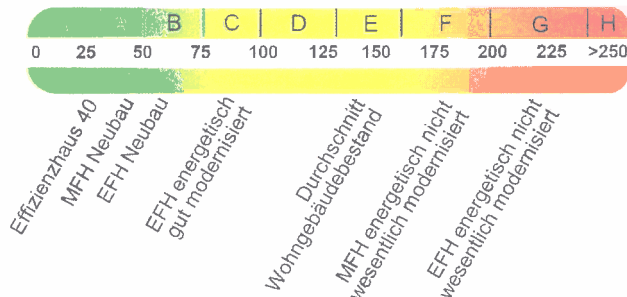 B C D E F G H
0 25 50 75 100 125 150 175 200 225 >250
Effizienzhaus 40
MFH Neubau
EFH Neubau
EFH energetisch
gut modernisiert
Durchschnitt
Wohngebäudebestand
MFH energetisch nicht
wesentlich modernisiert
EFH energetisch nicht
wesentlich modernisiert